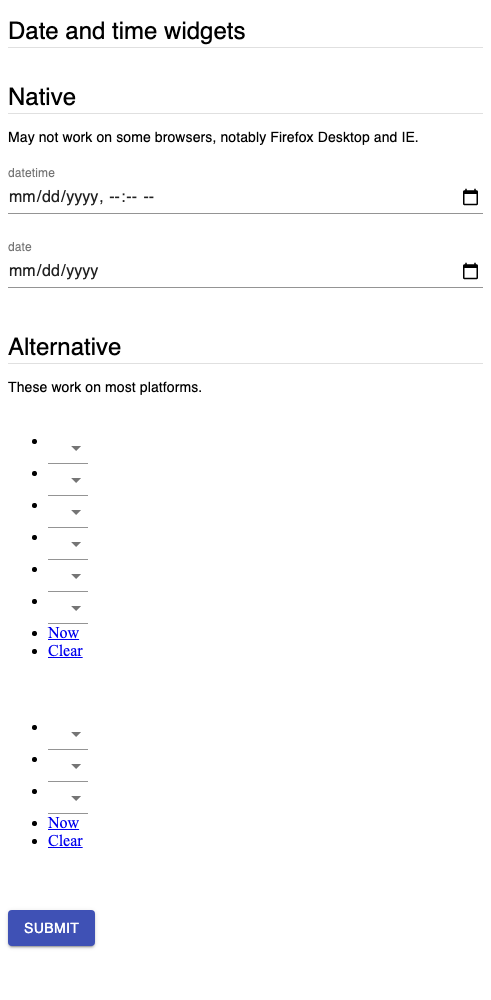 Date and time widgets
Native
May not work on some browsers, notably Firefox Desktop and IE.
datetime
mm/dd/yyyy, --:-- --
date
mm/dd/yyyy
Alternative
These work on most platforms.
Now
Clear
Now
Clear
SUBMIT